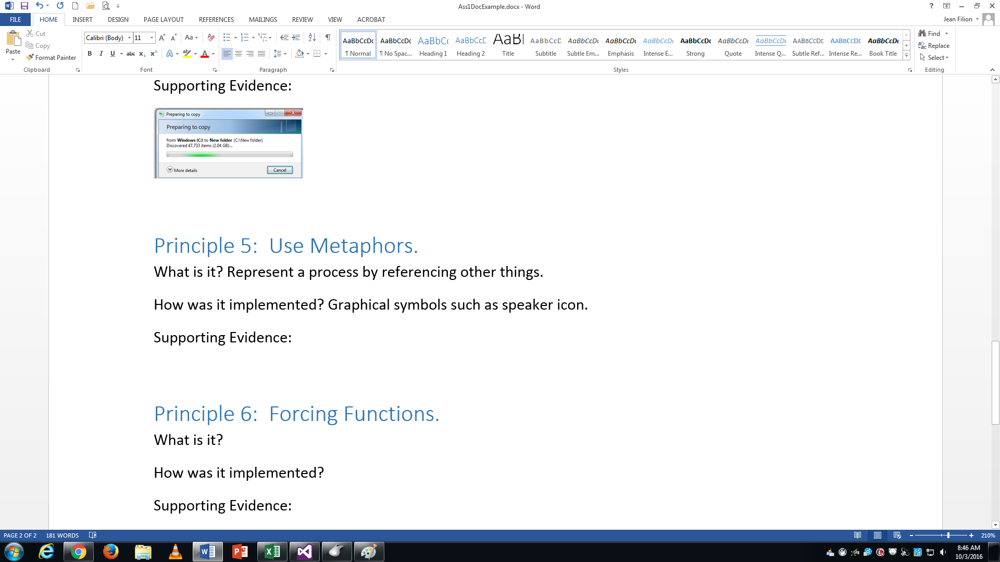 Ass1DocExample.docx - Word
FILE HOME INSERT DESIGN PAGE LAYOUT REFERENCES MAILINGS REVIEW VIEW ACROBAT Jean Filion
Paste
Cut
Copy
Format Painter
Clipboard
Calibri (Body) 11
Font
Paragraph
AaBbCcDc AaBbCcDc AaBbCc AaBbCcD AaBl AaBbCcD AaBbCcDc AaBbCcDc AaBbCcDc AaBbCcDc AaBbCcDc AaBbCcDc AABBCCDE AABBCCDE AaBbCcDc
¶ Normal ¶ No Spac... Heading 1 Heading 2 Title Subtitle Subtle Em... Emphasis Intense E... Strong Quote Intense Q... Subtle Ref... Intense Re... Book Title
Styles
Find
Replace
Select
Editing
Supporting Evidence:
Preparing to copy
Preparing to copy
from Windows (C:) to New folder (C:\New folder)
Discovered 47,733 items (2.04 GB)...
More details Cancel
Principle 5:  Use Metaphors.
What is it? Represent a process by referencing other things.
How was it implemented? Graphical symbols such as speaker icon.
Supporting Evidence:
Principle 6:  Forcing Functions.
What is it?
How was it implemented?
Supporting Evidence:
PAGE 2 OF 2 181 WORDS 210%
8:46 AM
10/3/2016